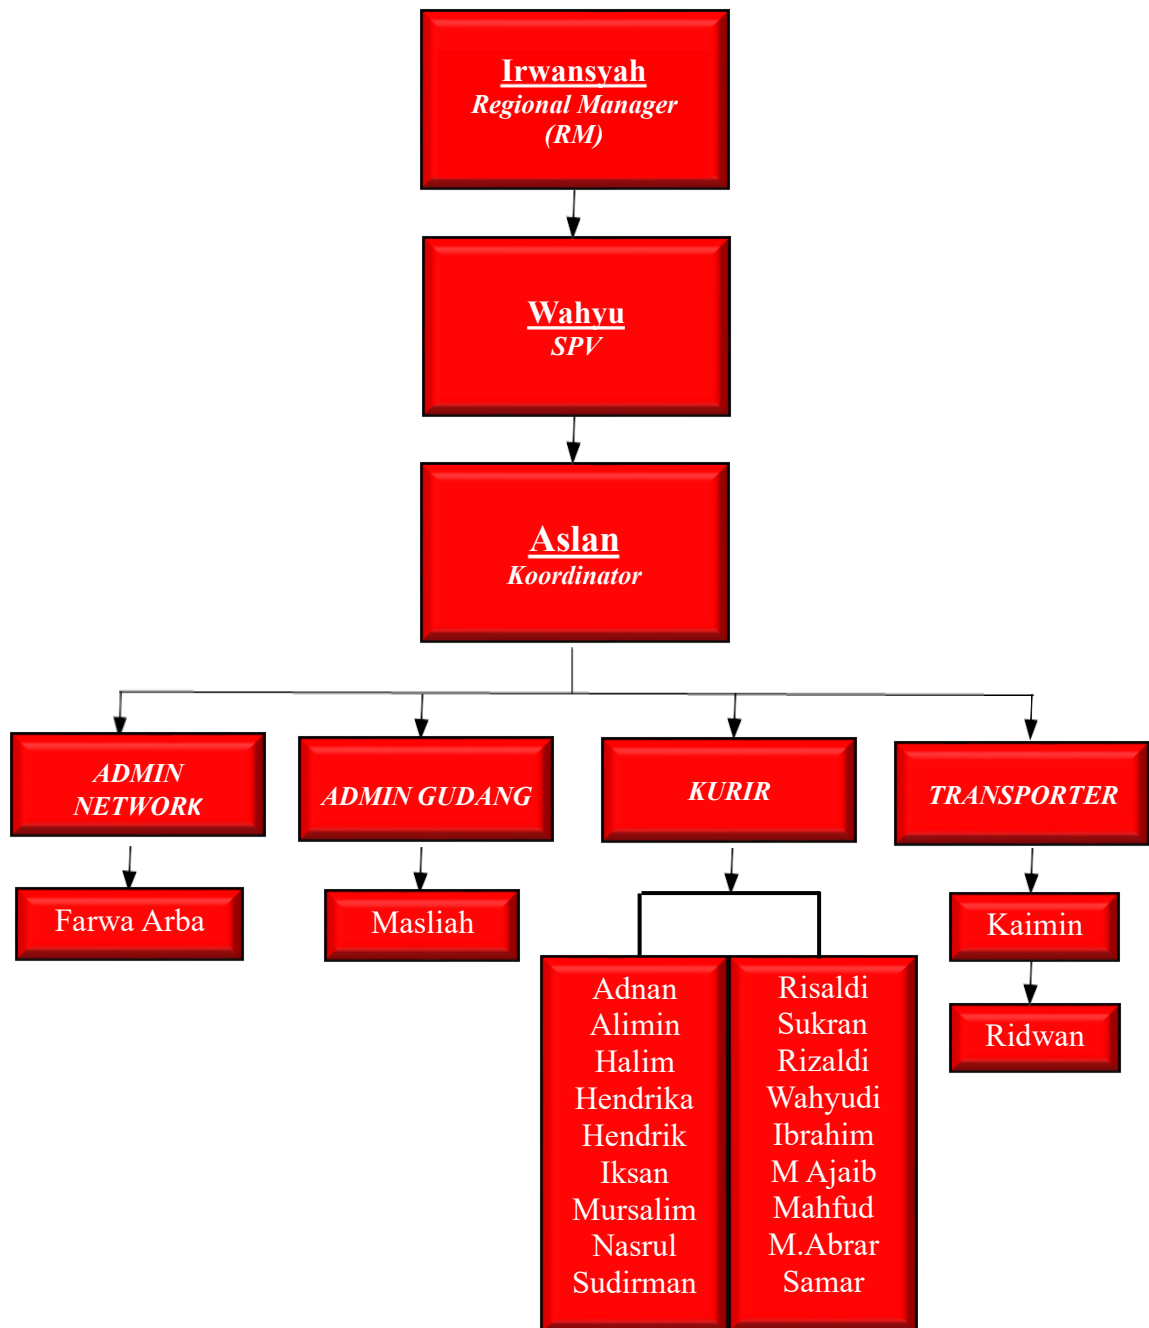 Irwansyah
Regional Manager
(RM)
Wahyu
SPV
Aslan
Koordinator
ADMIN
NETWORK
ADMIN GUDANG
KURIR
TRANSPORTER
Farwa Arba
Masliah
Kaimin
Ridwan
Adnan
Alimin
Halim
Hendrika
Hendrik
Iksan
Mursalim
Nasrul
Sudirman
Risaldi
Sukran
Rizaldi
Wahyudi
Ibrahim
M Ajaib
Mahfud
M.Abrar
Samar